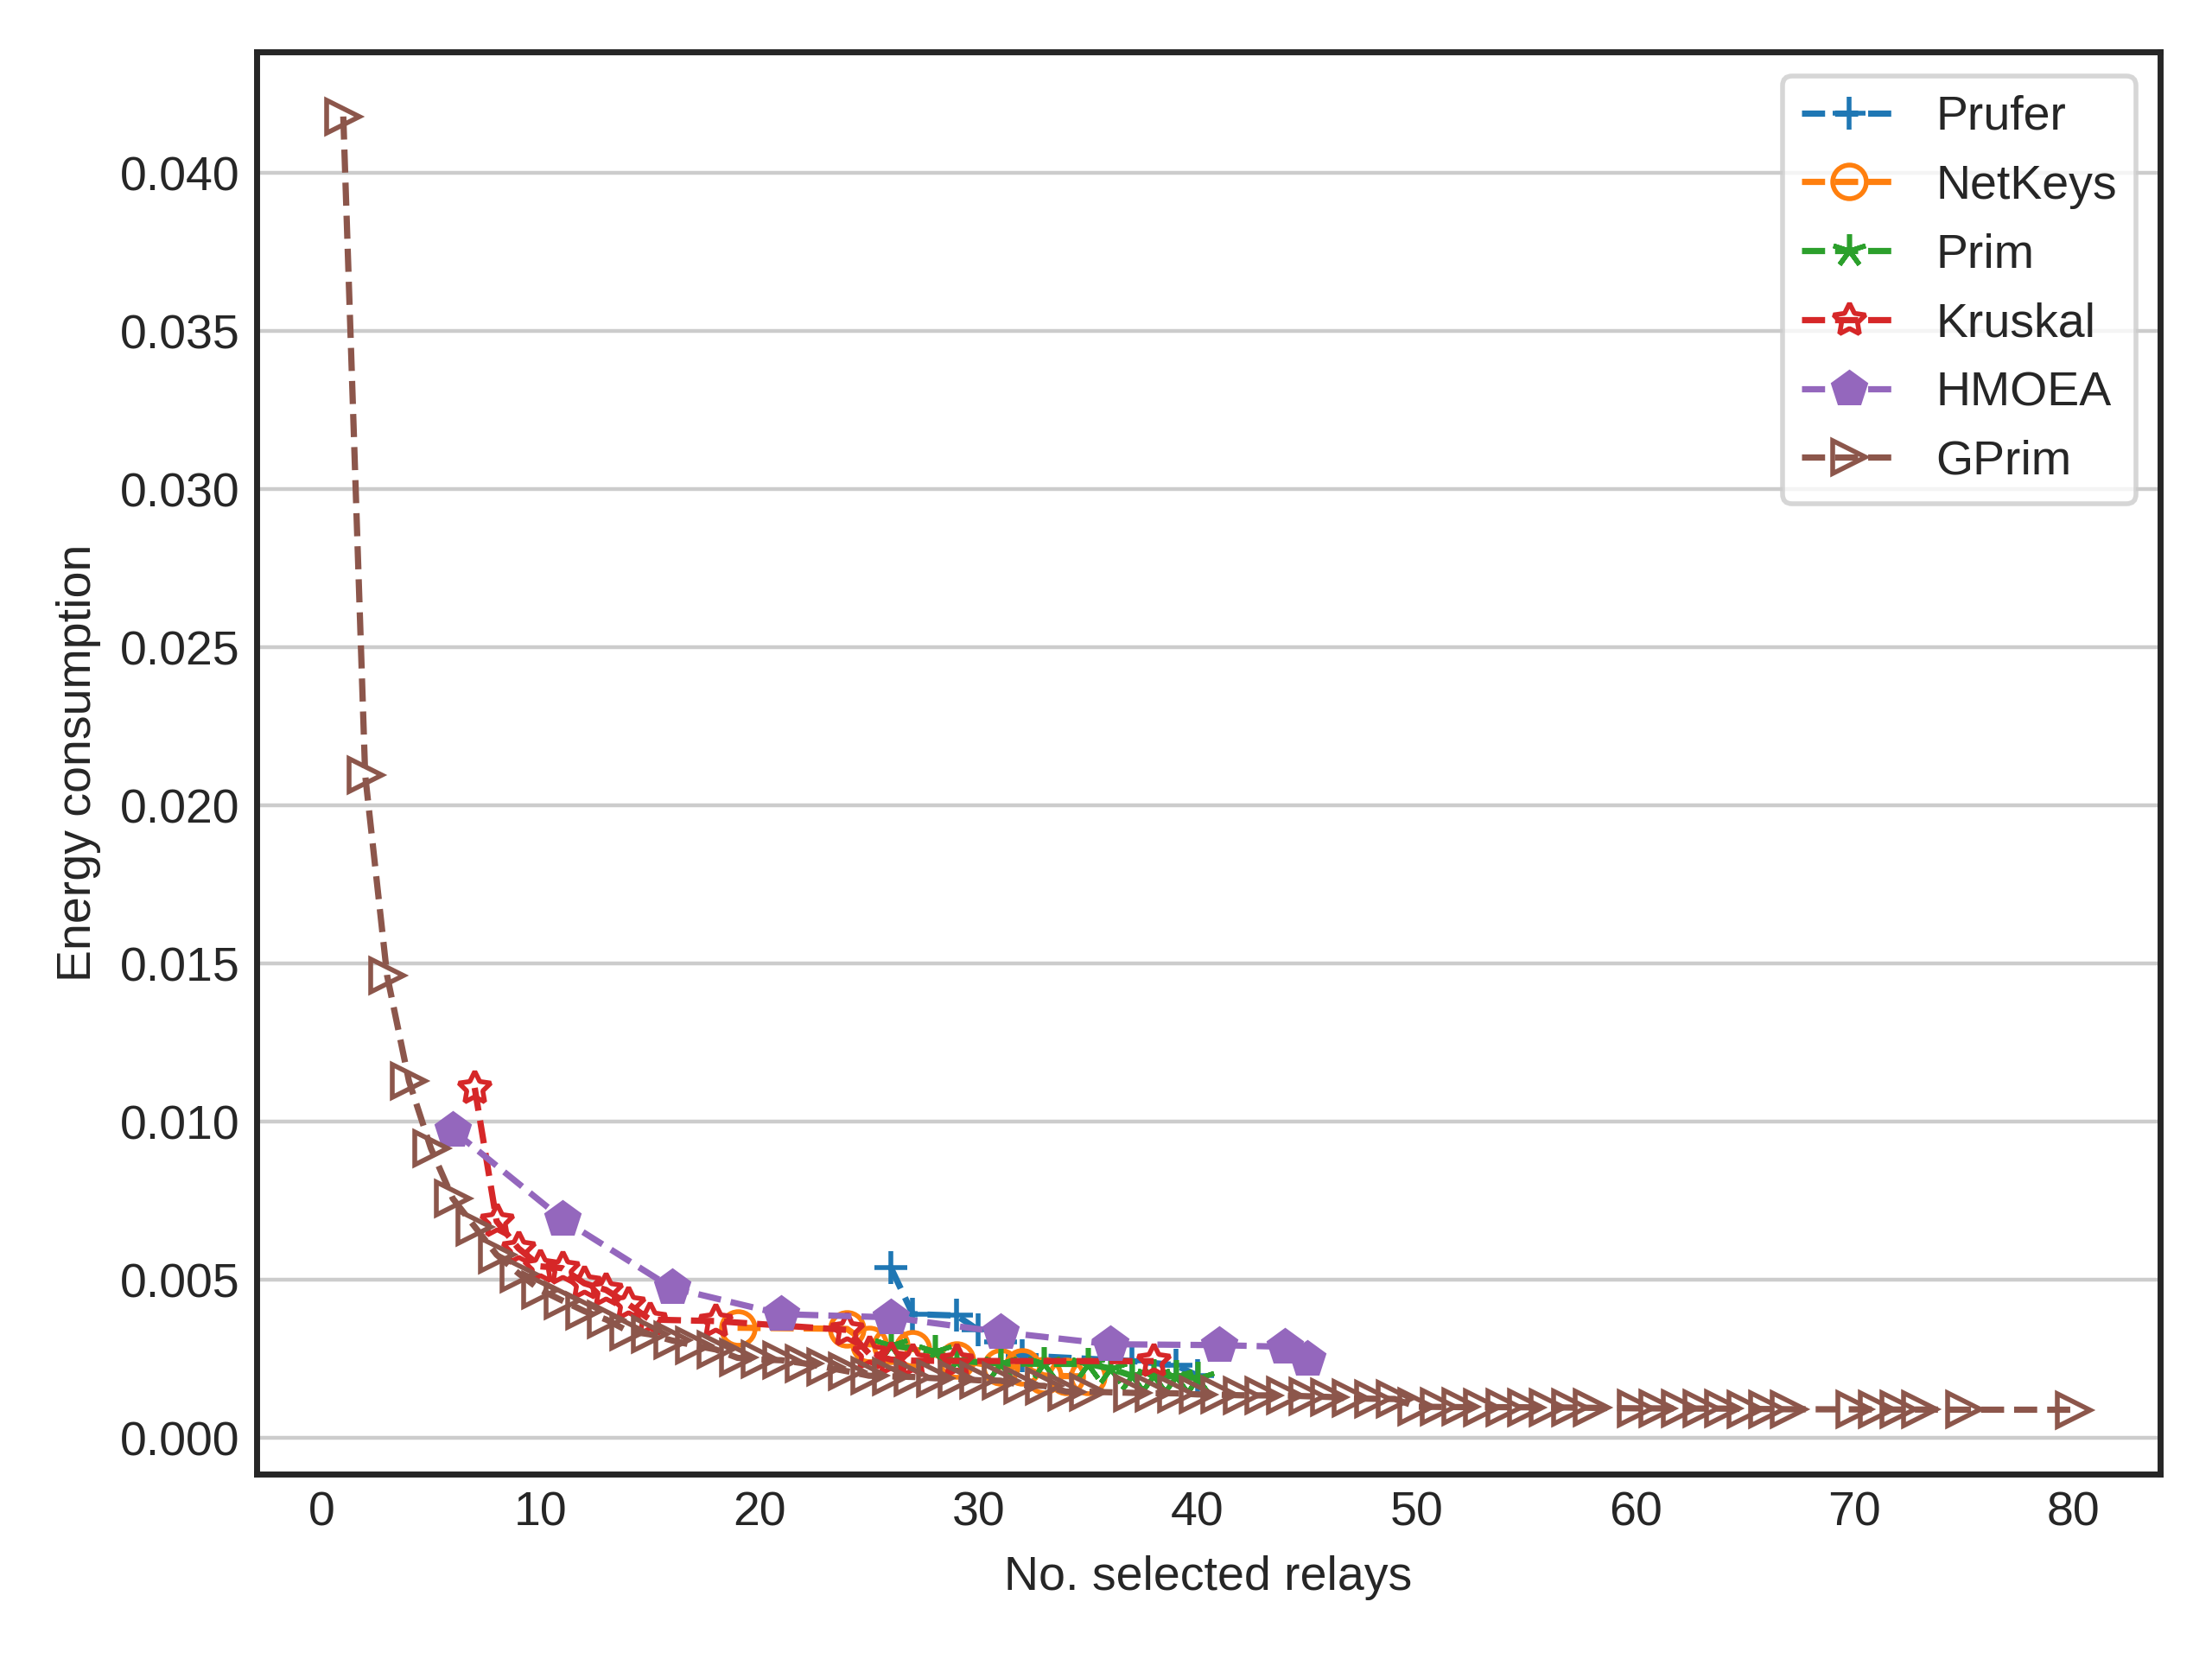 Prufer
NetKeys
Prim
Kruskal
HMOEA
GPrim
0.040
0.035
0.030
0.025
0.020
0.015
0.010
0.005
0.000
Energy consumption
0 10 20 30 40 50 60 70 80
No. selected relays